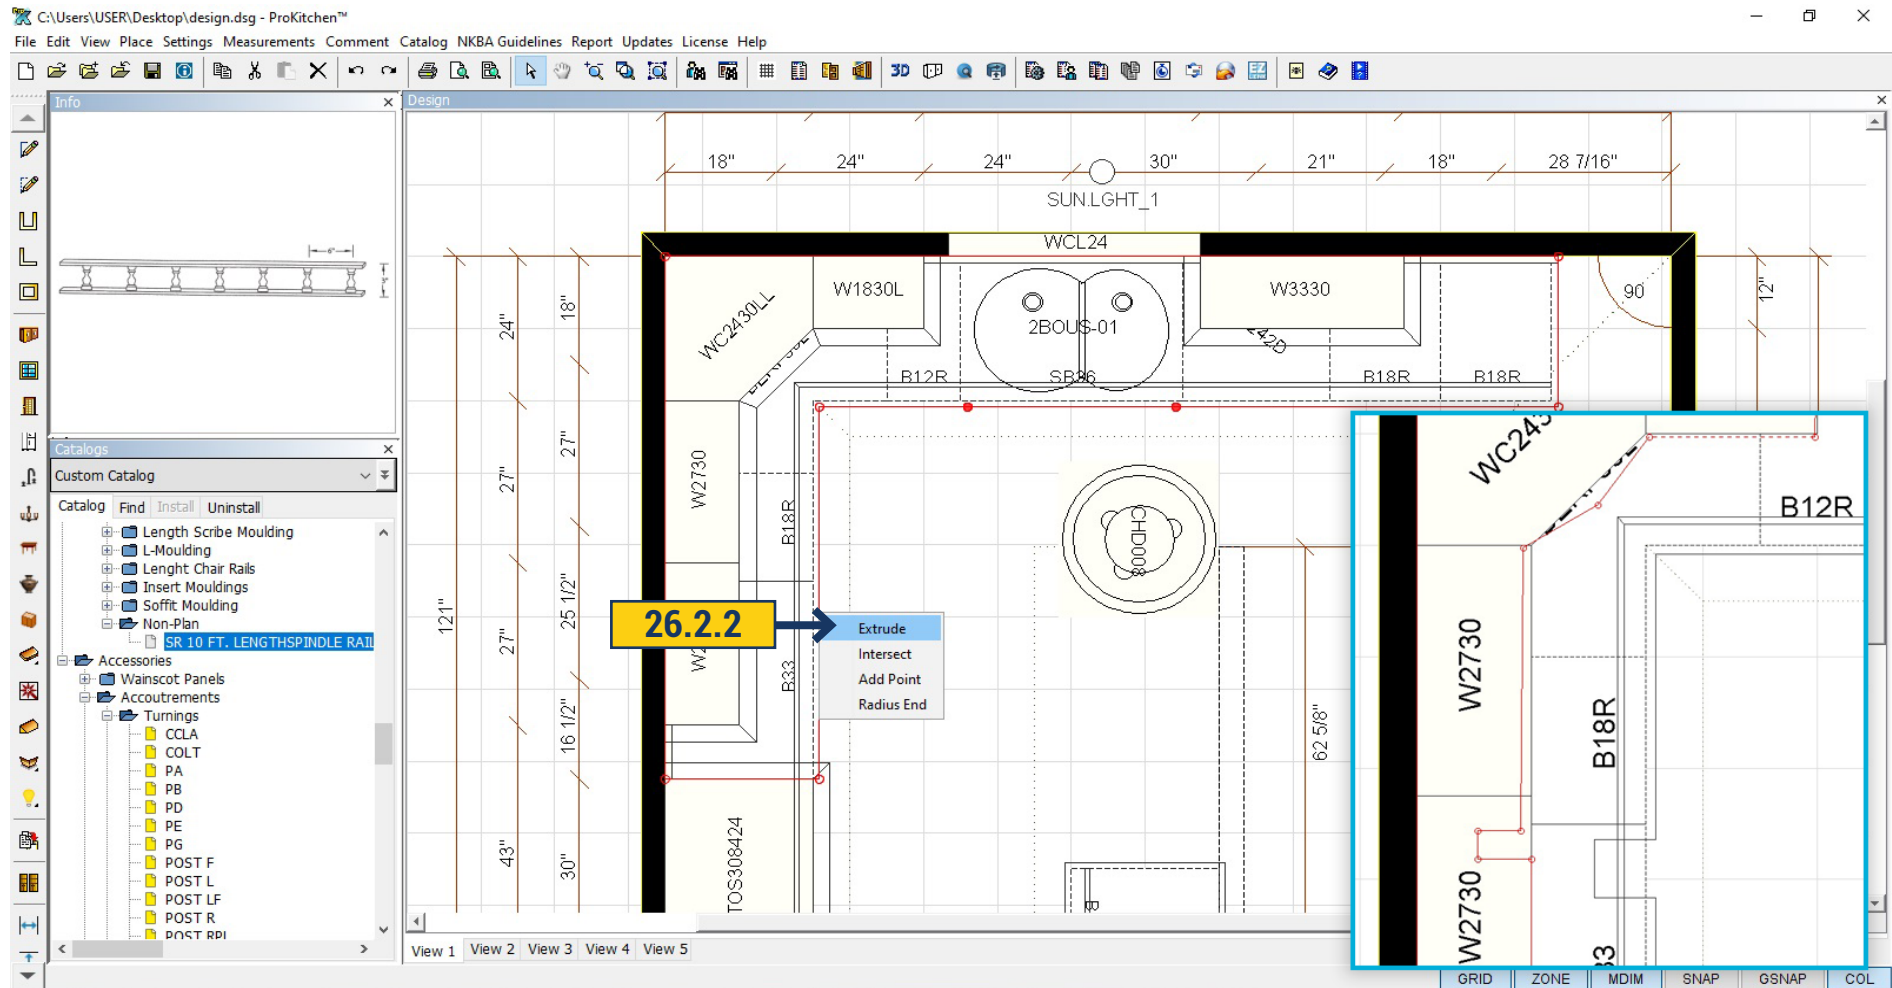 C:\Users\USER\Desktop\design.dsg - ProKitchen™
File Edit View Place Settings Measurements Comment Catalog NKBA Guidelines Report Updates License Help
3D
EZ
Info
6"
Catalogs
Custom Catalog
Catalog Find Install Uninstall
Length Scribe Moulding
L-Moulding
Lenght Chair Rails
Insert Mouldings
Soffit Moulding
Non-Plan
SR 10 FT. LENGTHSPINDLE RAIL
Accessories
Wainscot Panels
Accoutrements
Turnings
CCLA
COLT
PA
PB
PD
PE
PG
POST F
POST L
POST LF
POST R
POST RPL
Design
18" 24" 24" 30" 21" 18" 28 7/16"
SUN.LGHT_1
WCL24
WC2430LL
W1830L
2BOUS-01
W3330
90
12"
B12R
SB36
B18R
B18R
24"
18"
27"
27"
W2730
B18R
CHD008
121"
27"
25 1/2"
26.2.2
B33
16 1/2"
43"
30"
TOS308424
62 5/8"
Extrude
Intersect
Add Point
Radius End
B12R
W2730
B18R
W2730
View 1 View 2 View 3 View 4 View 5
GRID ZONE MDIM SNAP GSNAP COL